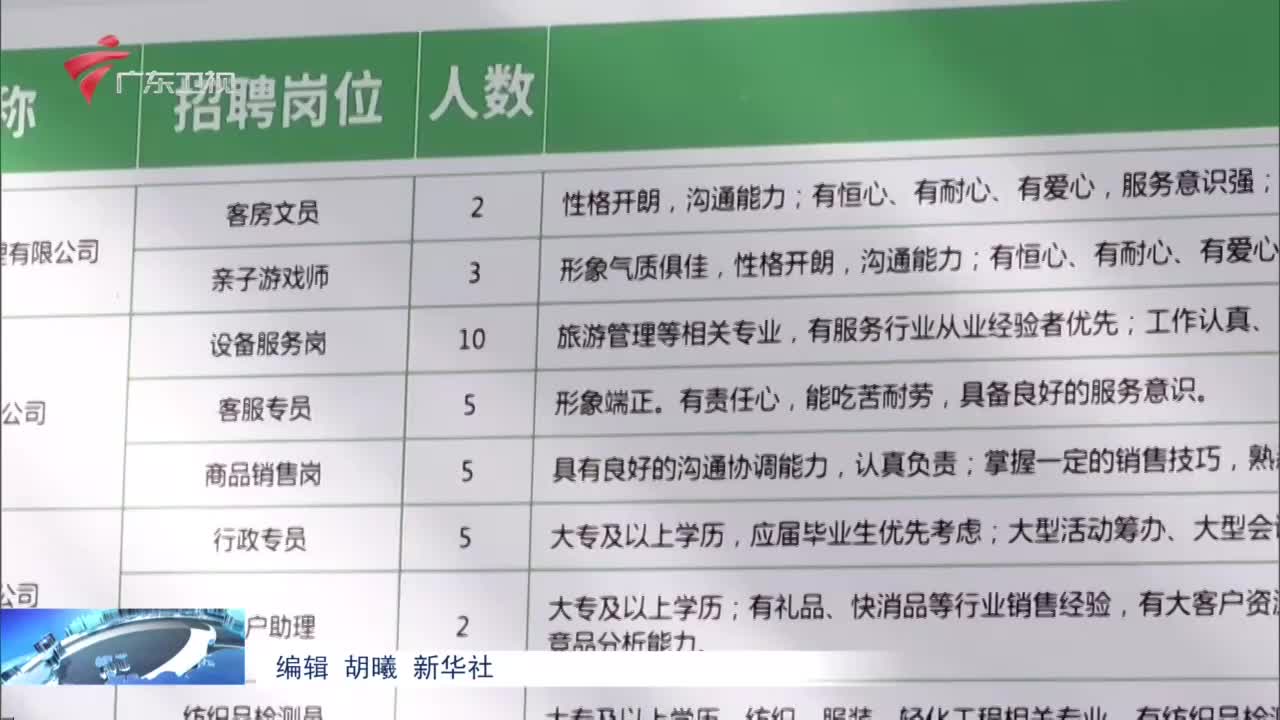 广东卫视
称 招聘岗位 人数
理有限公司
客房文员 2 性格开朗，沟通能力；有恒心、有耐心、有爱心，服务意识强；
亲子游戏师 3 形象气质俱佳，性格开朗，沟通能力；有恒心、有耐心、有爱心
公司
设备服务岗 10 旅游管理等相关专业，有服务行业从业经验者优先；工作认真、
客服专员 5 形象端正。有责任心，能吃苦耐劳，具备良好的服务意识。
商品销售岗 5 具有良好的沟通协调能力，认真负责；掌握一定的销售技巧，熟
公司
行政专员 5 大专及以上学历，应届毕业生优先考虑；大型活动筹办、大型会
户助理 2 大专及以上学历；有礼品、快消品等行业销售经验，有大客户资
竞品分析能力。
纺织品检测员 大专及以上学历，纺织、服装、轻化工程相关专业，有纺织品检
编辑 胡曦 新华社